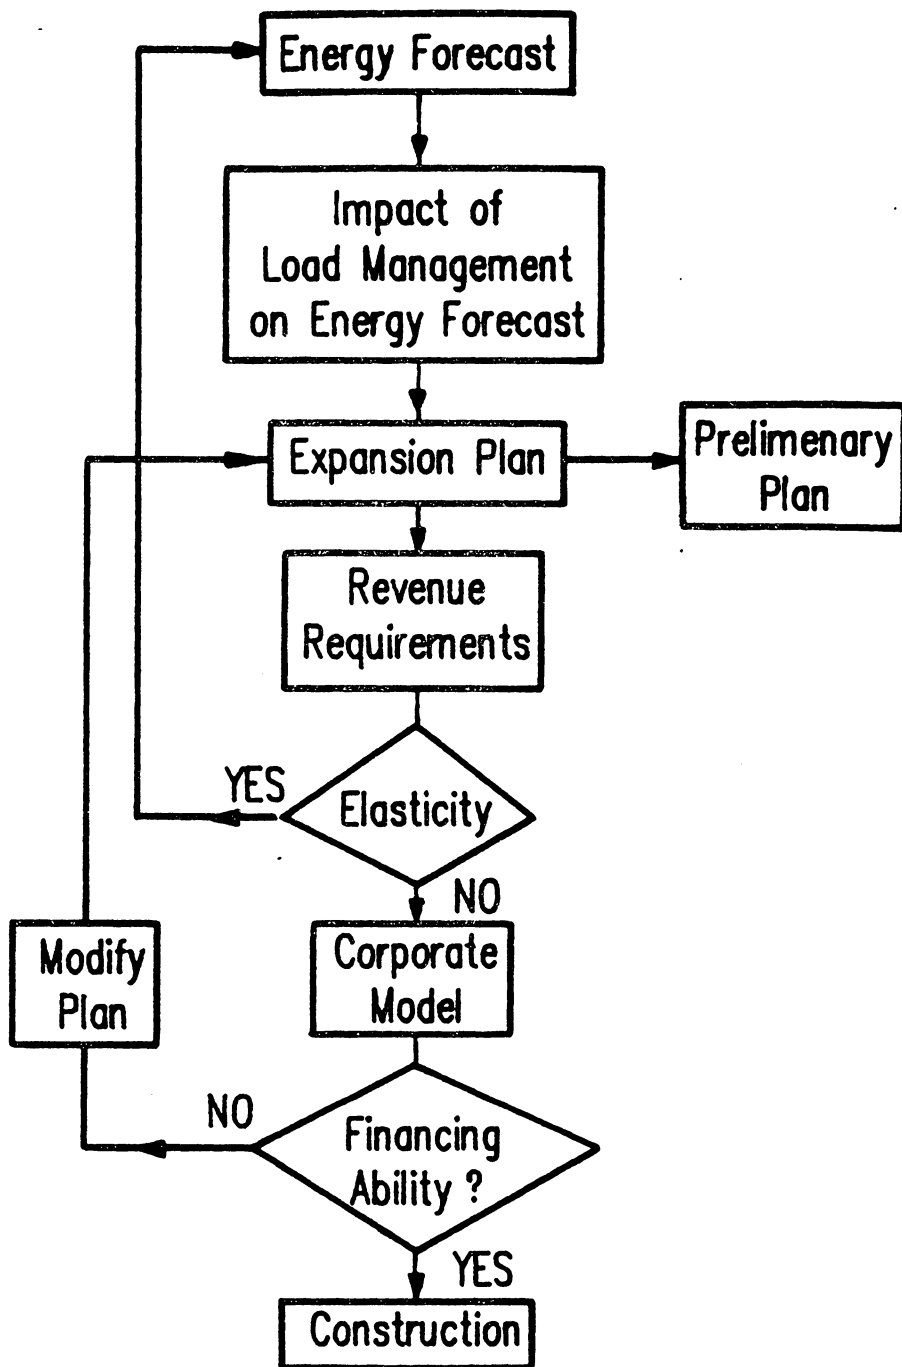 Energy Forecast
Impact of
Load Management
on Energy Forecast
Expansion Plan
Prelimenary
Plan
Revenue
Requirements
YES
Elasticity
NO
Modify
Plan
Corporate
Model
NO
Financing
Ability ?
YES
Construction